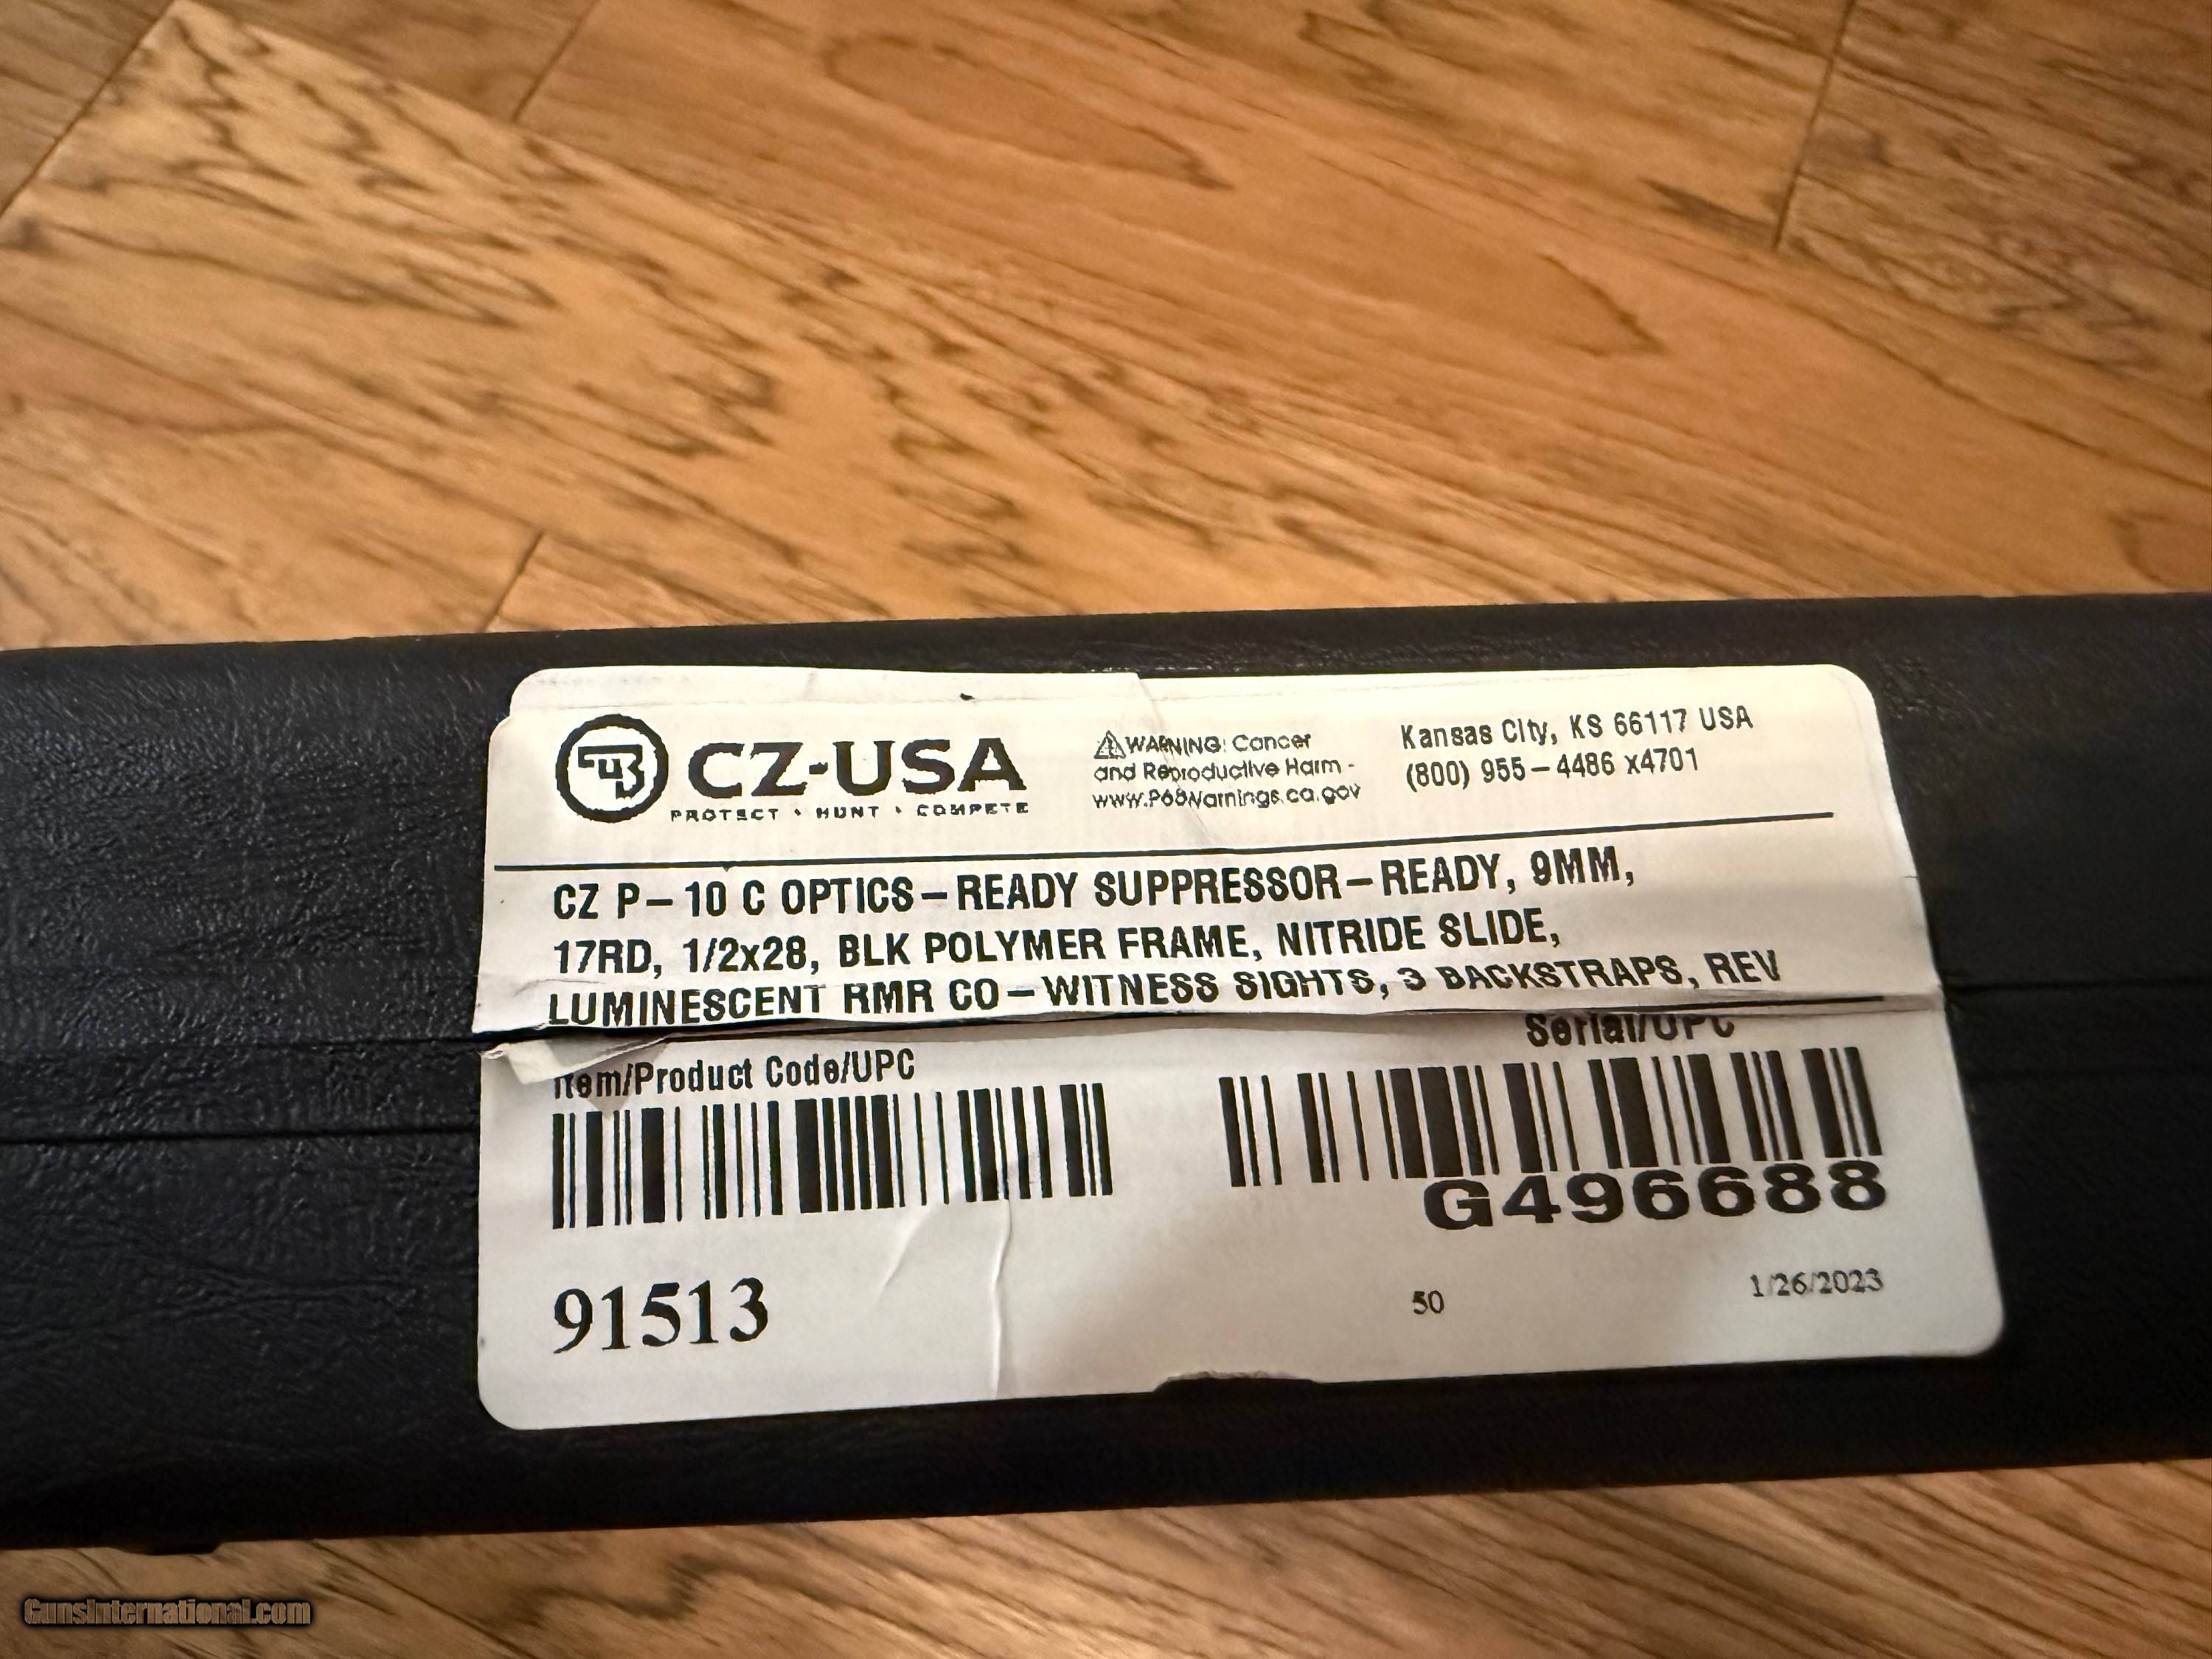 CZ-USA
PROTECT • HUNT • COMPETE
⚠WARNING: Cancer
and Reproductive Harm -
www.P65Warnings.ca.gov
Kansas City, KS 66117 USA
(800) 955-4486 x4701
CZ P-10 C OPTICS-READY SUPPRESSOR-READY, 9MM,
17RD, 1/2x28, BLK POLYMER FRAME, NITRIDE SLIDE,
LUMINESCENT RMR CO-WITNESS SIGHTS, 3 BACKSTRAPS, REV
Item/Product Code/UPC
Serial/UPC
G496688
91513
50
1/26/2023
GunsInternational.com